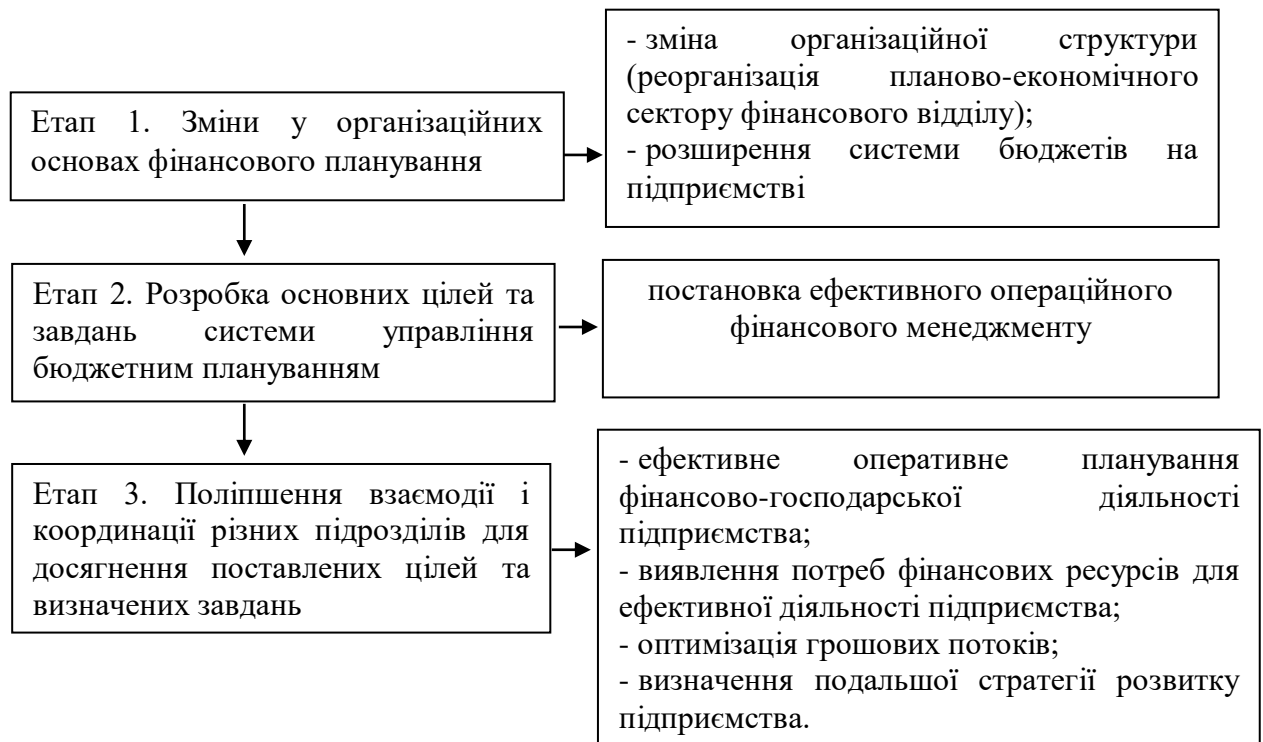 Етап 1. Зміни у організаційних
основах фінансового планування
- зміна організаційної структури
(реорганізація планово-економічного
сектору фінансового відділу);
- розширення системи бюджетів на
підприємстві
Етап 2. Розробка основних цілей та
завдань системи управління
бюджетним плануванням
постановка ефективного операційного
фінансового менеджменту
Етап 3. Поліпшення взаємодії і
координації різних підрозділів для
досягнення поставлених цілей та
визначених завдань
- ефективне оперативне планування
фінансово-господарської діяльності
підприємства;
- виявлення потреб фінансових ресурсів для
ефективної діяльності підприємства;
- оптимізація грошових потоків;
- визначення подальшої стратегії розвитку
підприємства.